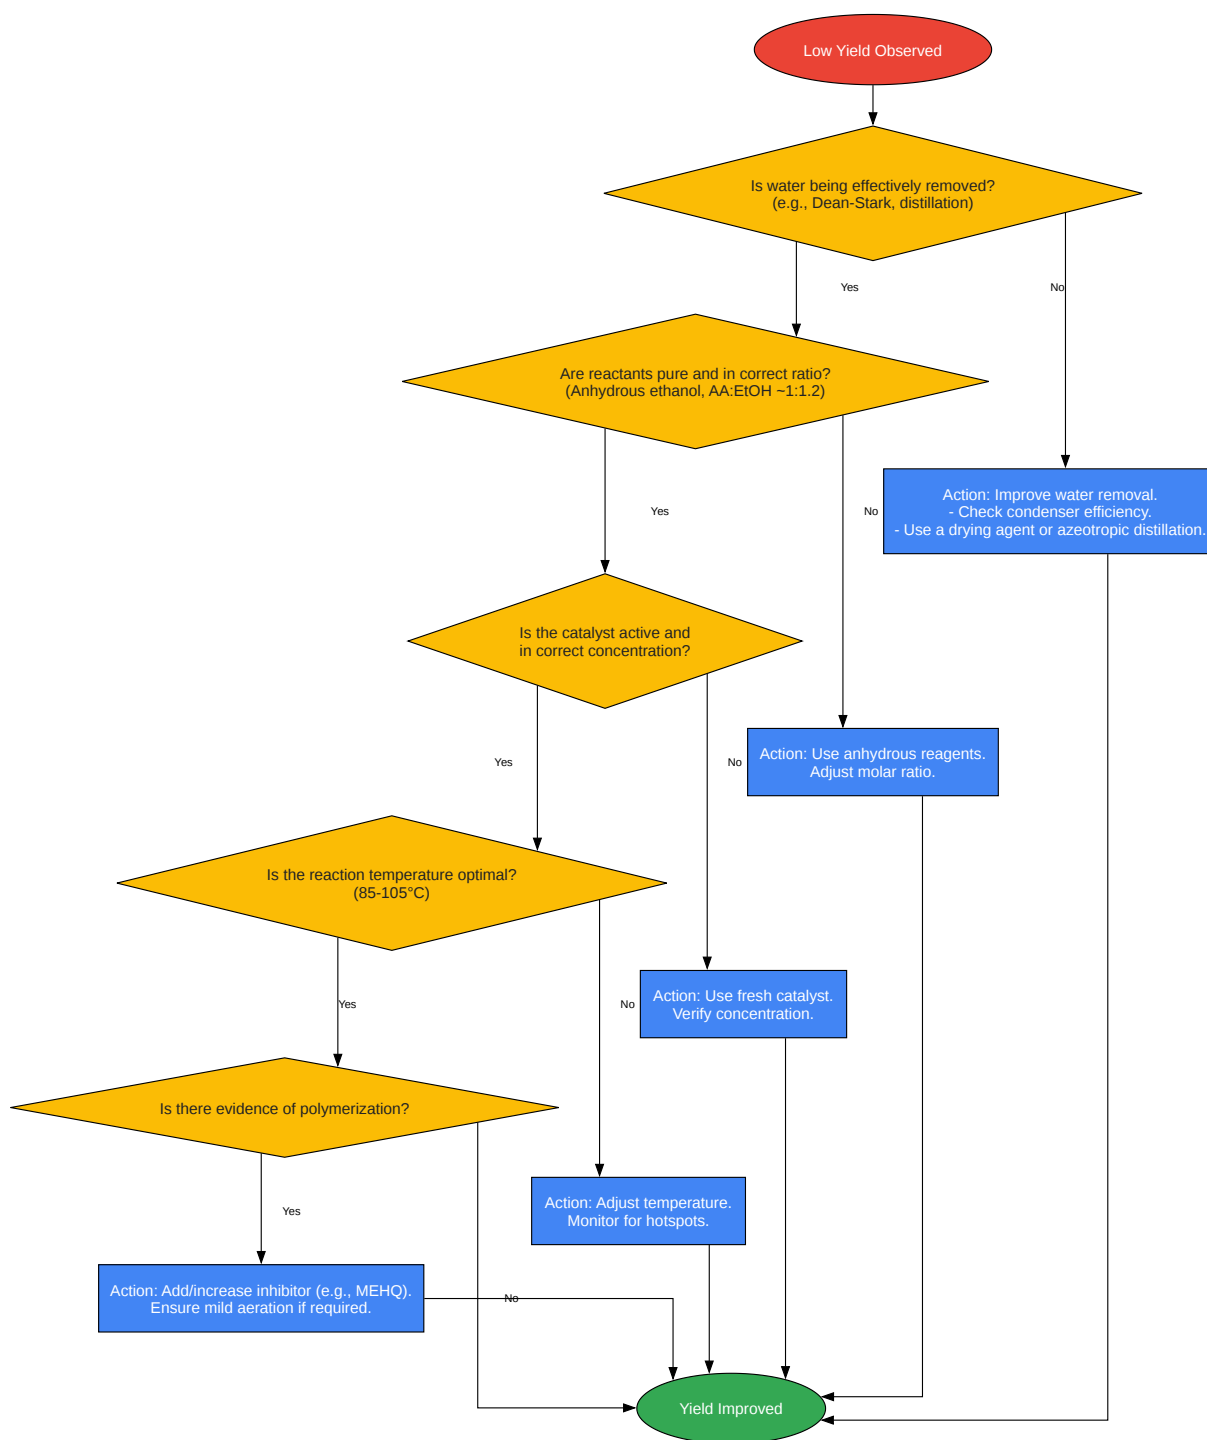 Low Yield Observed
Is water being effectively removed?
(e.g., Dean-Stark, distillation)
Yes
No
Are reactants pure and in correct ratio?
(Anhydrous ethanol, AA:EtOH ~1:1.2)
Yes
No
Action: Improve water removal.
- Check condenser efficiency.
- Use a drying agent or azeotropic distillation.
Is the catalyst active and
in correct concentration?
Yes
No
Action: Use anhydrous reagents.
Adjust molar ratio.
Is the reaction temperature optimal?
(85-105°C)
Yes
No
Action: Use fresh catalyst.
Verify concentration.
Is there evidence of polymerization?
Yes
No
Action: Adjust temperature.
Monitor for hotspots.
Action: Add/increase inhibitor (e.g., MEHQ).
Ensure mild aeration if required.
Yield Improved